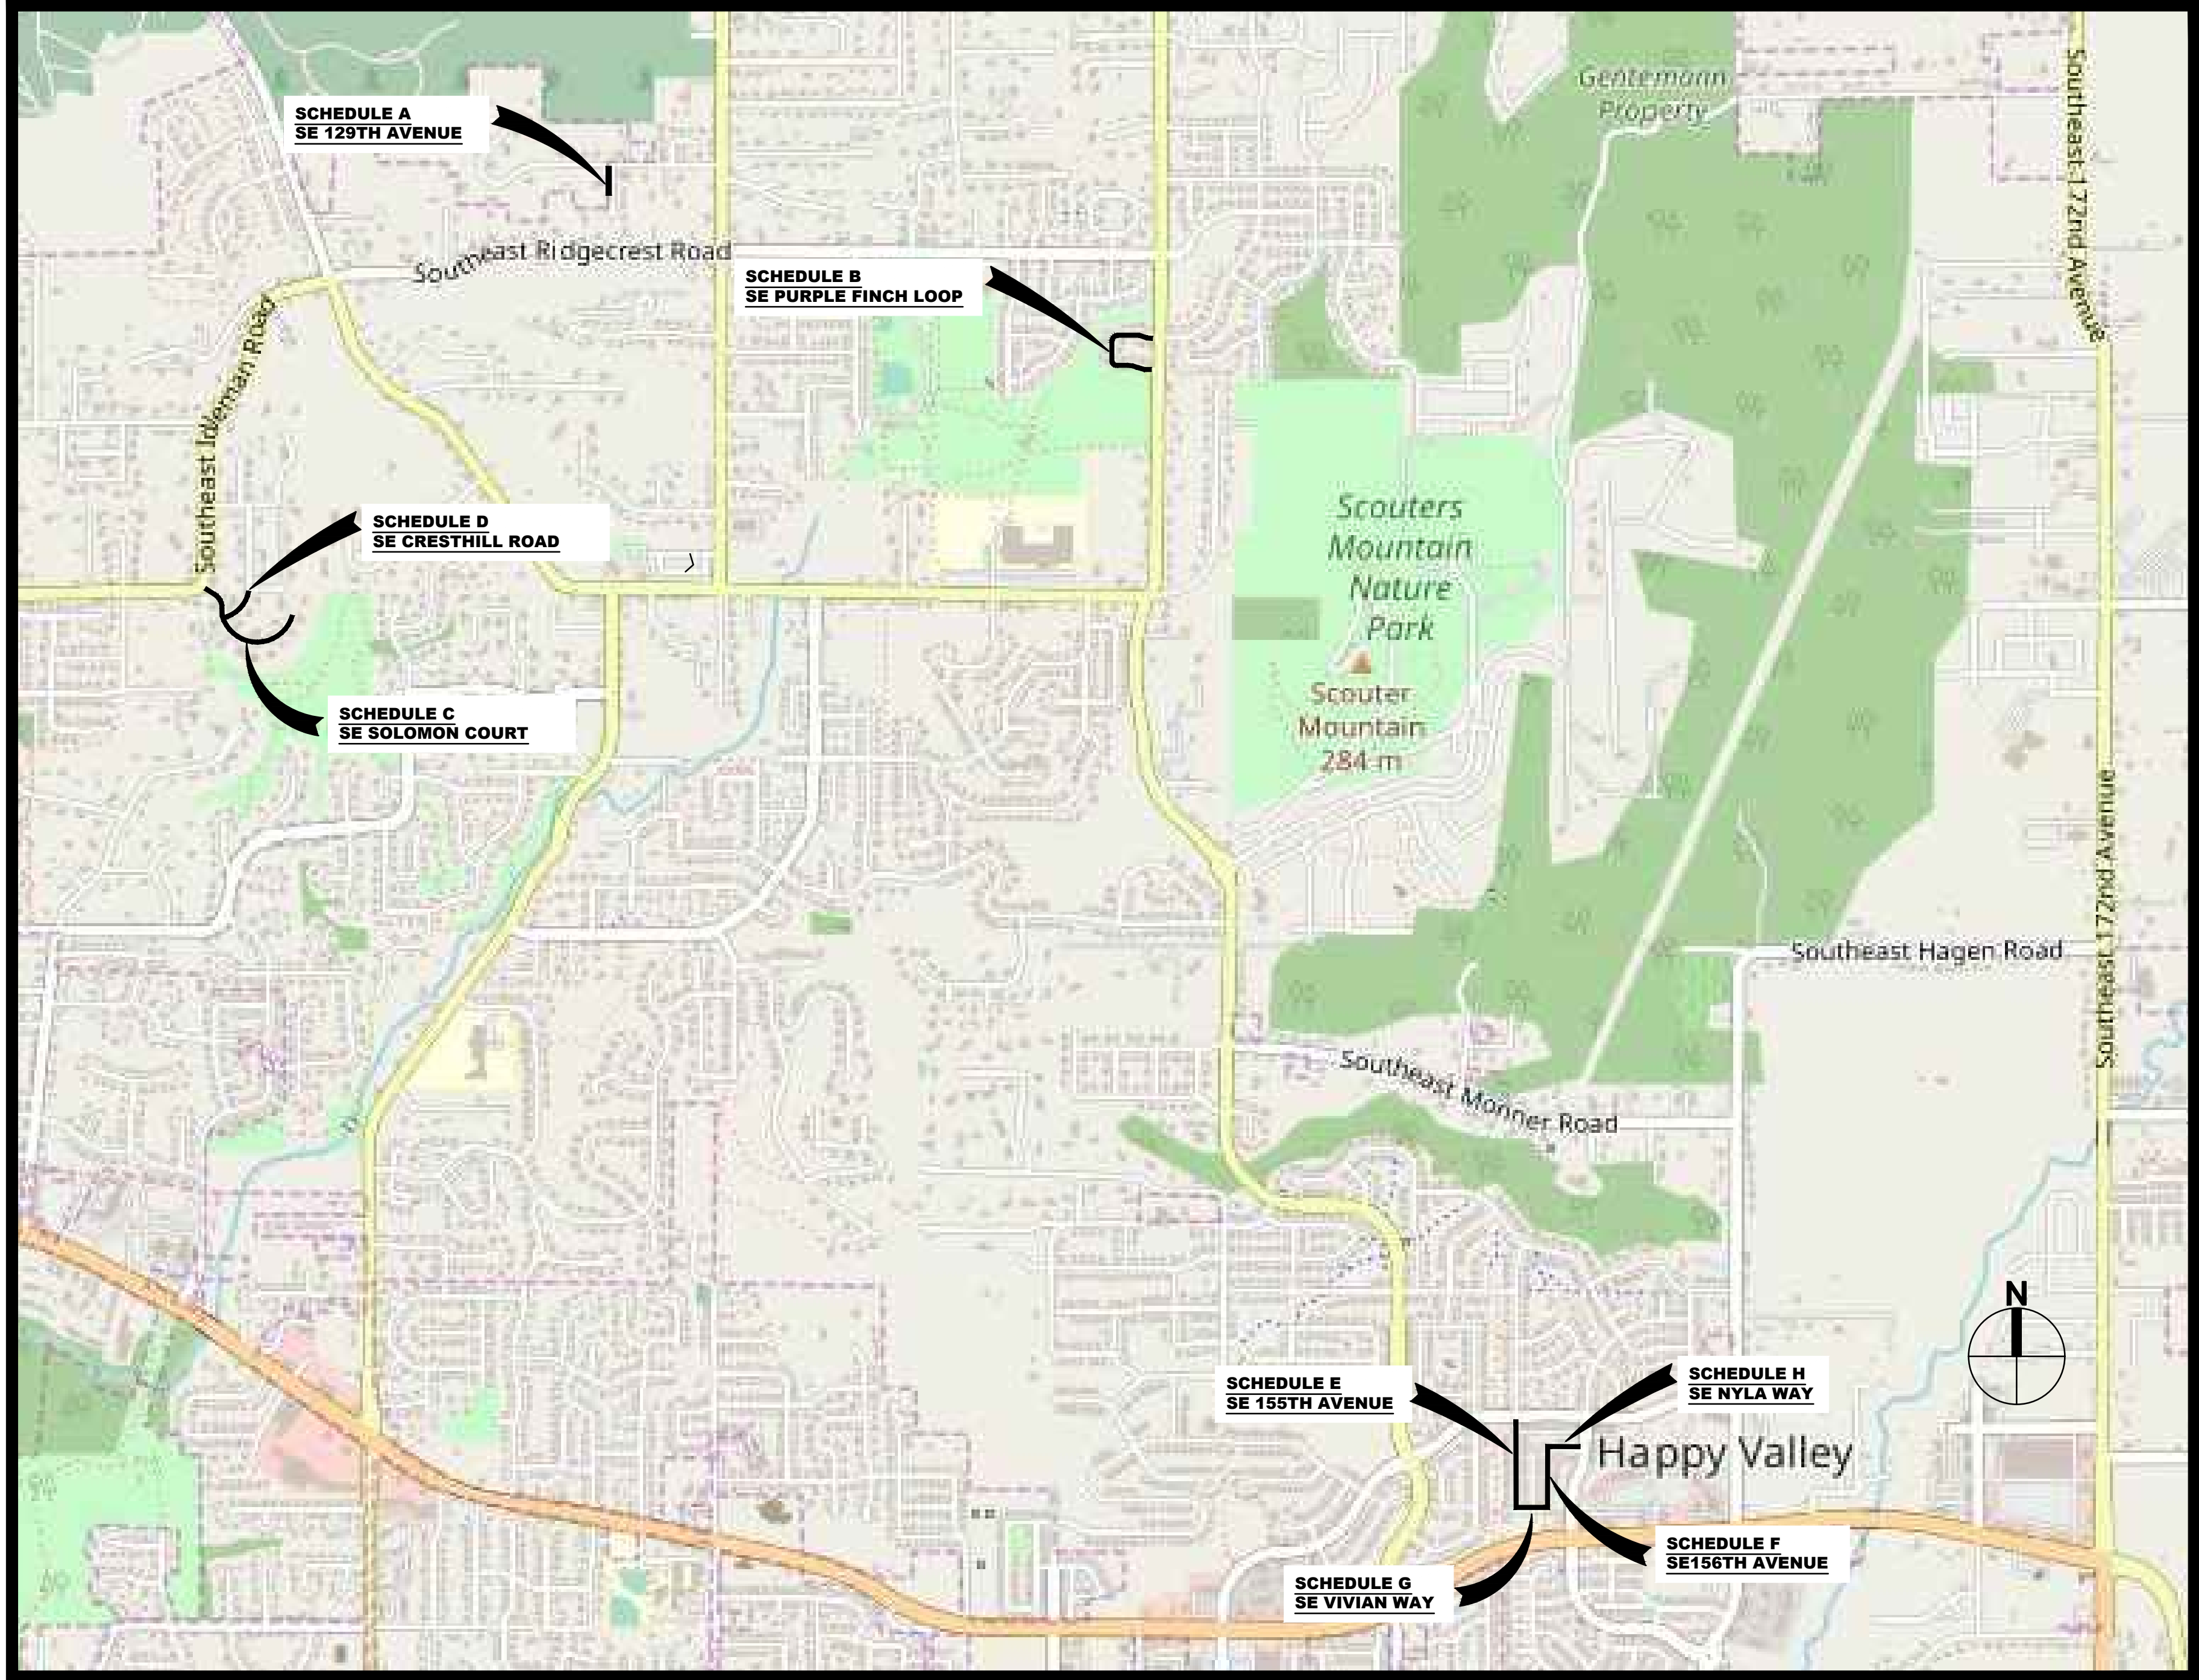 SCHEDULE A
SE 129TH AVENUE
Gentemann
Property
Southeast 172nd Avenue
Southeast Ridgecrest Road
SCHEDULE B
SE PURPLE FINCH LOOP
Southeast Idleman Road
SCHEDULE D
SE CRESTHILL ROAD
Scouters
Mountain
Nature
Park
Scouter
Mountain
284 m
SCHEDULE C
SE SOLOMON COURT
Southeast 172nd Avenue
Southeast Hagen Road
Southeast Monner Road
N
SCHEDULE E
SE 155TH AVENUE
SCHEDULE H
SE NYLA WAY
Happy Valley
SCHEDULE F
SE156TH AVENUE
SCHEDULE G
SE VIVIAN WAY